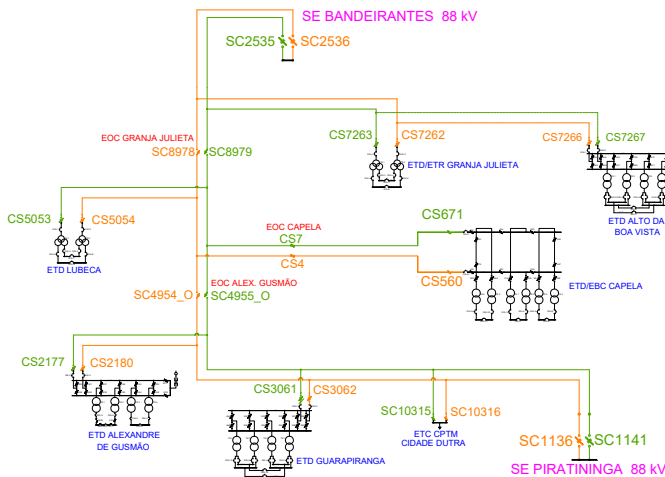 SE BANDEIRANTES 88 kV
SC2535
SC2536
EOC GRANJA JULIETA
SC8978
SC8979
CS7263
CS7262
CS7266
CS7267
ETD/ETR GRANJA JULIETA
CS5053
CS5054
ETD LUBECA
ETD ALTO DA
BOA VISTA
EOC CAPELA
CS7
CS671
CS4
CS560
ETD/EBC CAPELA
EOC ALEX. GUSMÃO
SC4954_O
SC4955_O
CS2177
CS2180
ETD ALEXANDRE
DE GUSMÃO
CS3061
CS3062
ETD GUARAPIRANGA
SC10315
SC10316
ETC CPTM
CIDADE DUTRA
SC1136
SC1141
SE PIRATININGA 88 kV